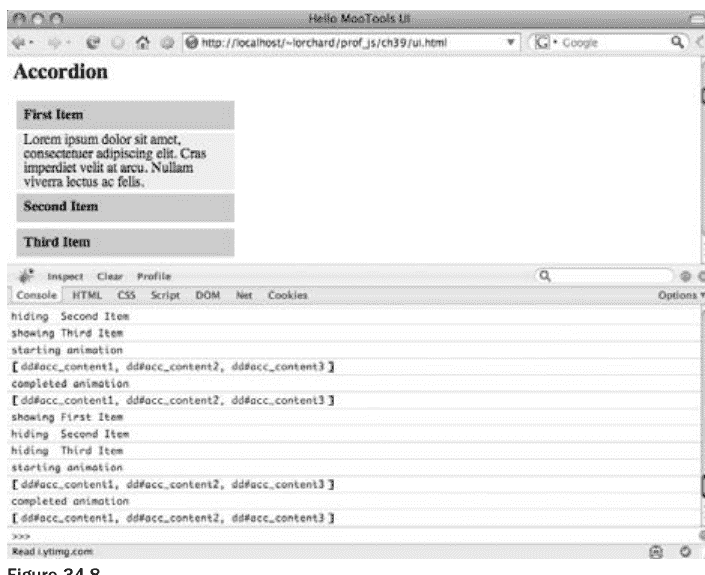 Hello MooTools UI
http://localhost/~lorchard/prof_js/ch39/ui.html
G Google
Accordion
First Item
Lorem ipsum dolor sit amet,
consectetuer adipiscing elit. Cras
imperdiet velit at arcu. Nullam
viverra lectus ac felis.
Second Item
Third Item
Inspect Clear Profile
Console HTML CSS Script DOM Net Cookies Options
hiding Second Item
showing Third Item
starting animation
[ dd#acc_content1, dd#acc_content2, dd#acc_content3 ]
completed animation
[ dd#acc_content1, dd#acc_content2, dd#acc_content3 ]
showing First Item
hiding Second Item
hiding Third Item
starting animation
[ dd#acc_content1, dd#acc_content2, dd#acc_content3 ]
completed animation
[ dd#acc_content1, dd#acc_content2, dd#acc_content3 ]
>>>
Read i.ytimg.com
Figure 34-8